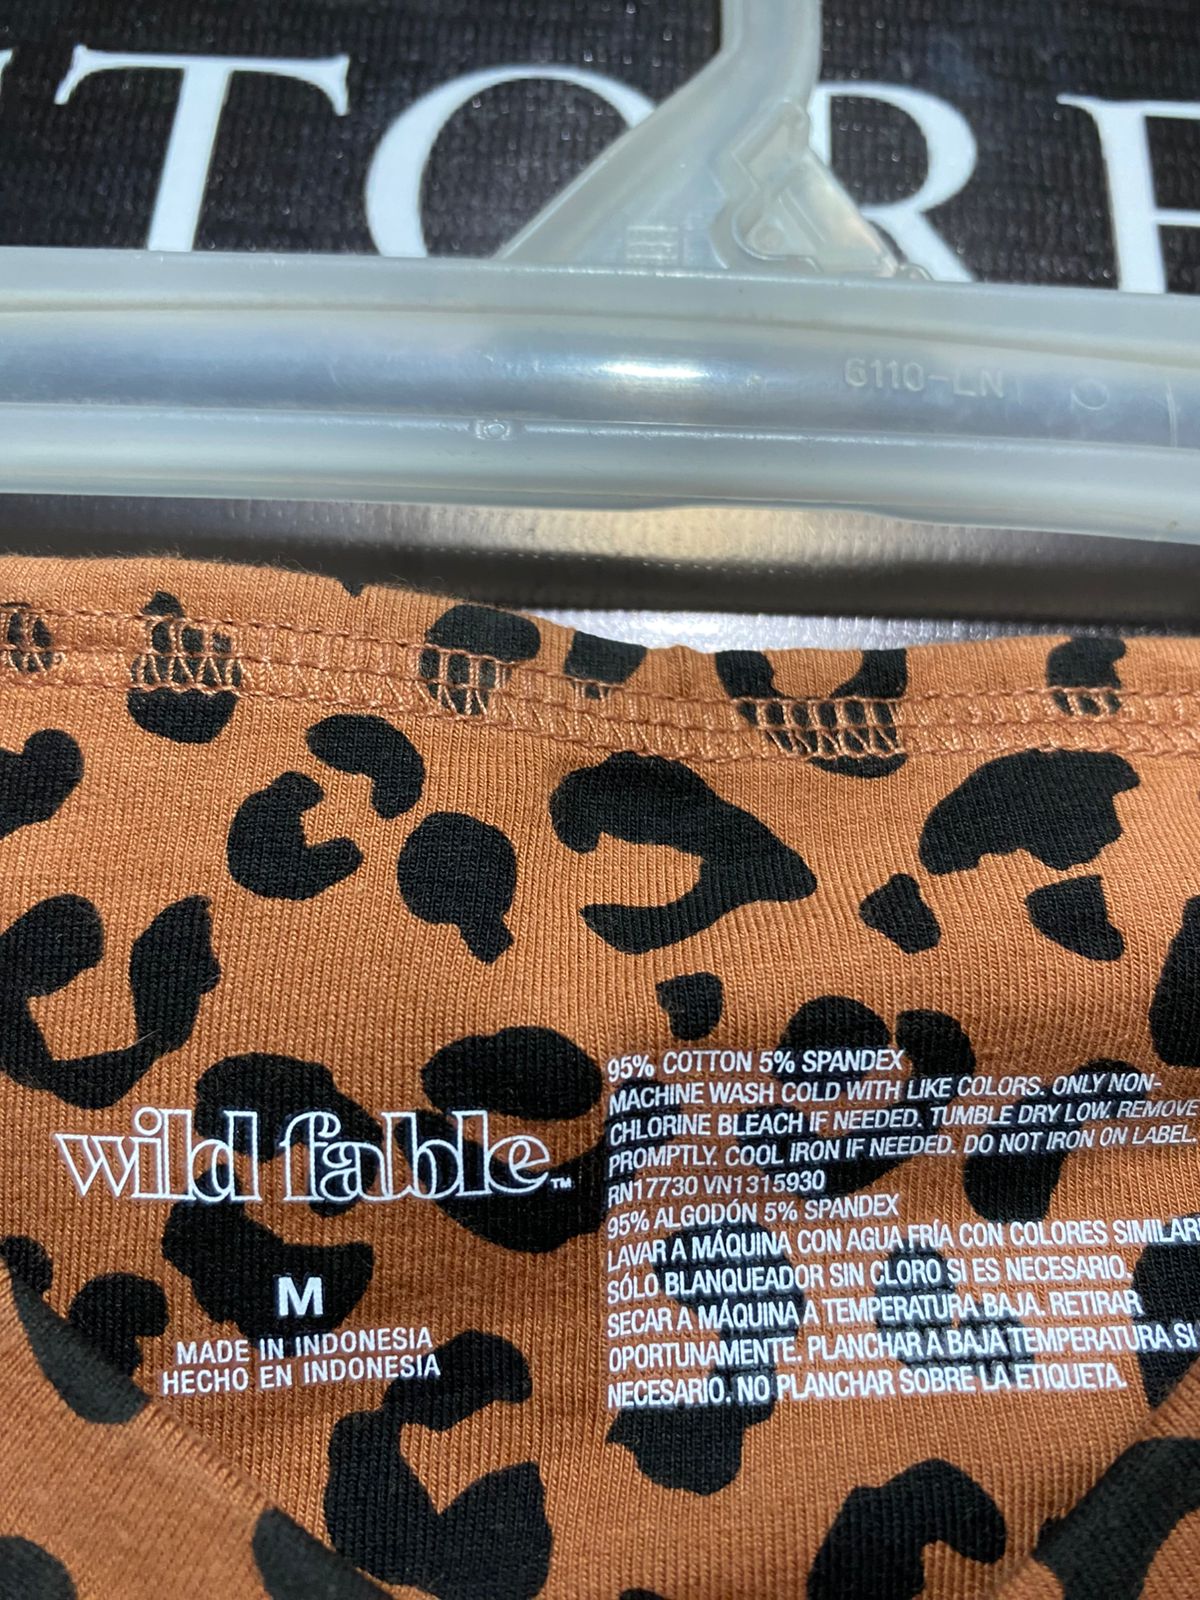 TORE
6110-LN
wild fable™
M
MADE IN INDONESIA
HECHO EN INDONESIA
95% COTTON 5% SPANDEX
MACHINE WASH COLD WITH LIKE COLORS. ONLY NON-
CHLORINE BLEACH IF NEEDED. TUMBLE DRY LOW. REMOVE
PROMPTLY. COOL IRON IF NEEDED. DO NOT IRON ON LABEL.
RN17730 VN1315930
95% ALGODÓN 5% SPANDEX
LAVAR A MÁQUINA CON AGUA FRÍA CON COLORES SIMILAR
SÓLO BLANQUEADOR SIN CLORO SI ES NECESARIO.
SECAR A MÁQUINA A TEMPERATURA BAJA. RETIRAR
OPORTUNAMENTE. PLANCHAR A BAJA TEMPERATURA SI
NECESARIO. NO PLANCHAR SOBRE LA ETIQUETA.